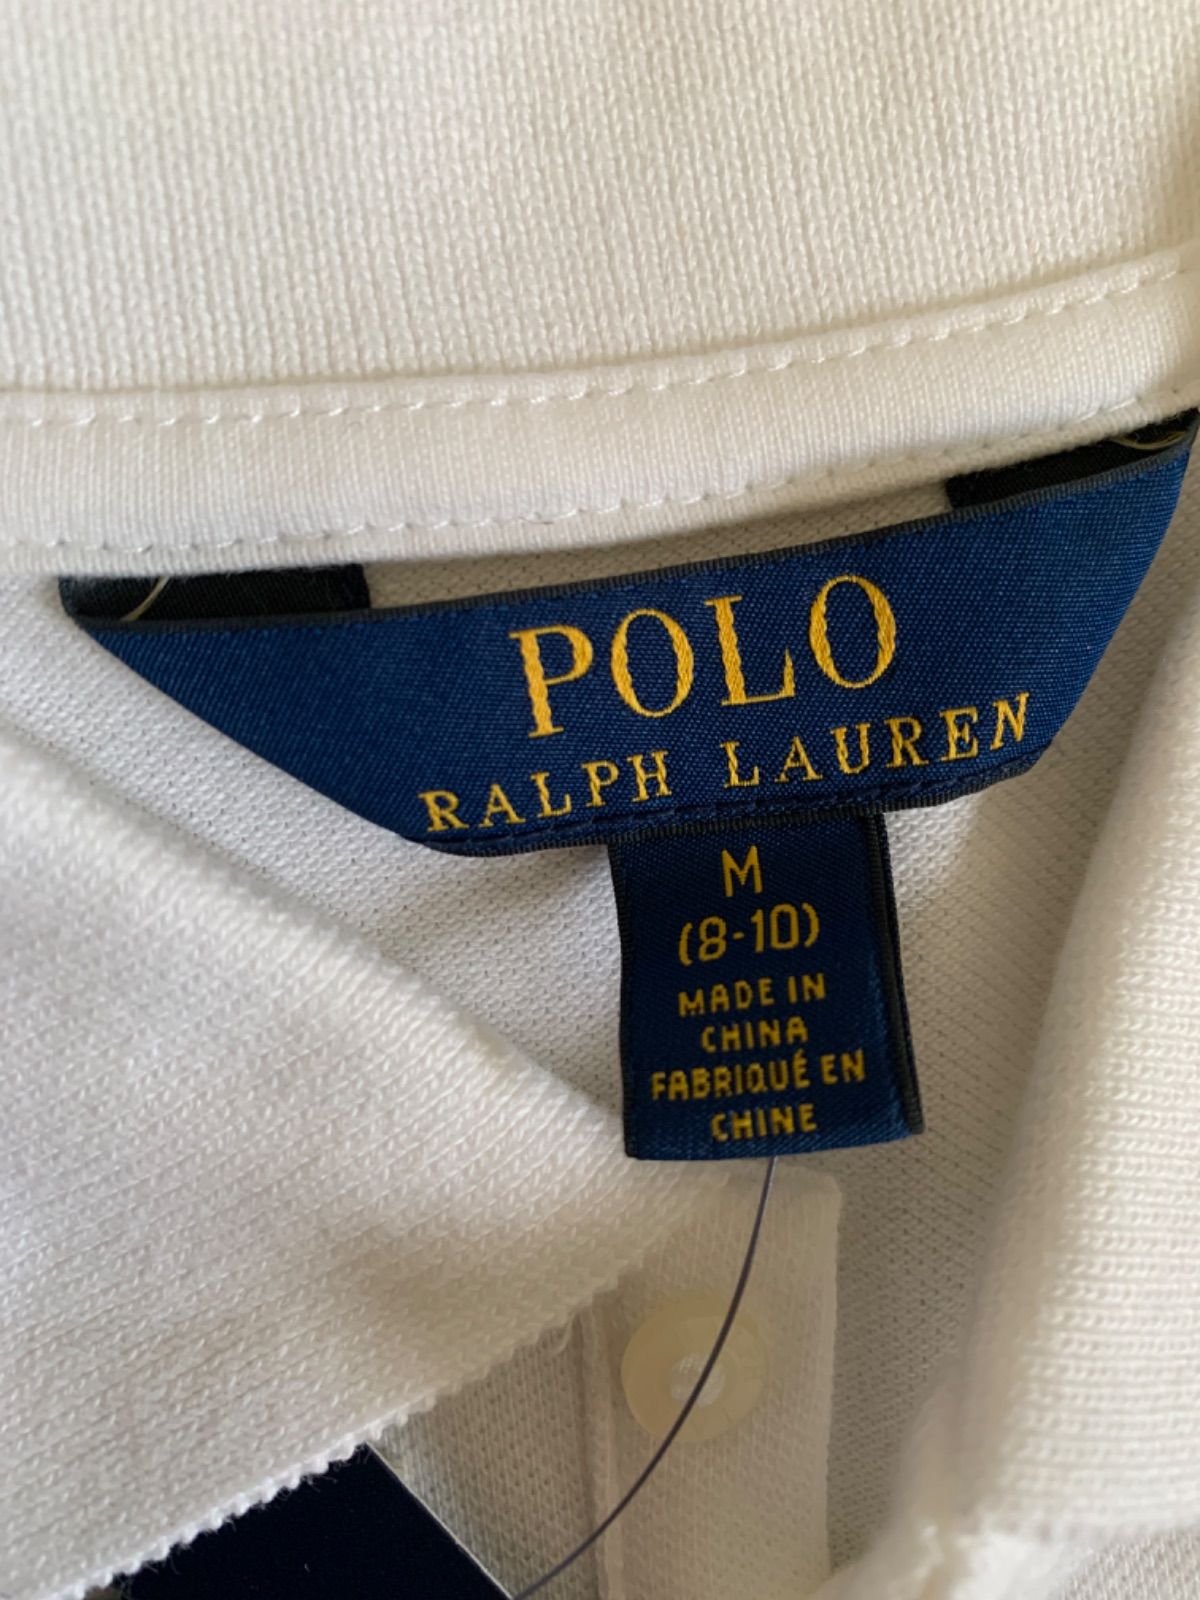 POLO
RALPH LAUREN
M
(8-10)
MADE IN
CHINA
FABRIQUÉ EN
CHINE